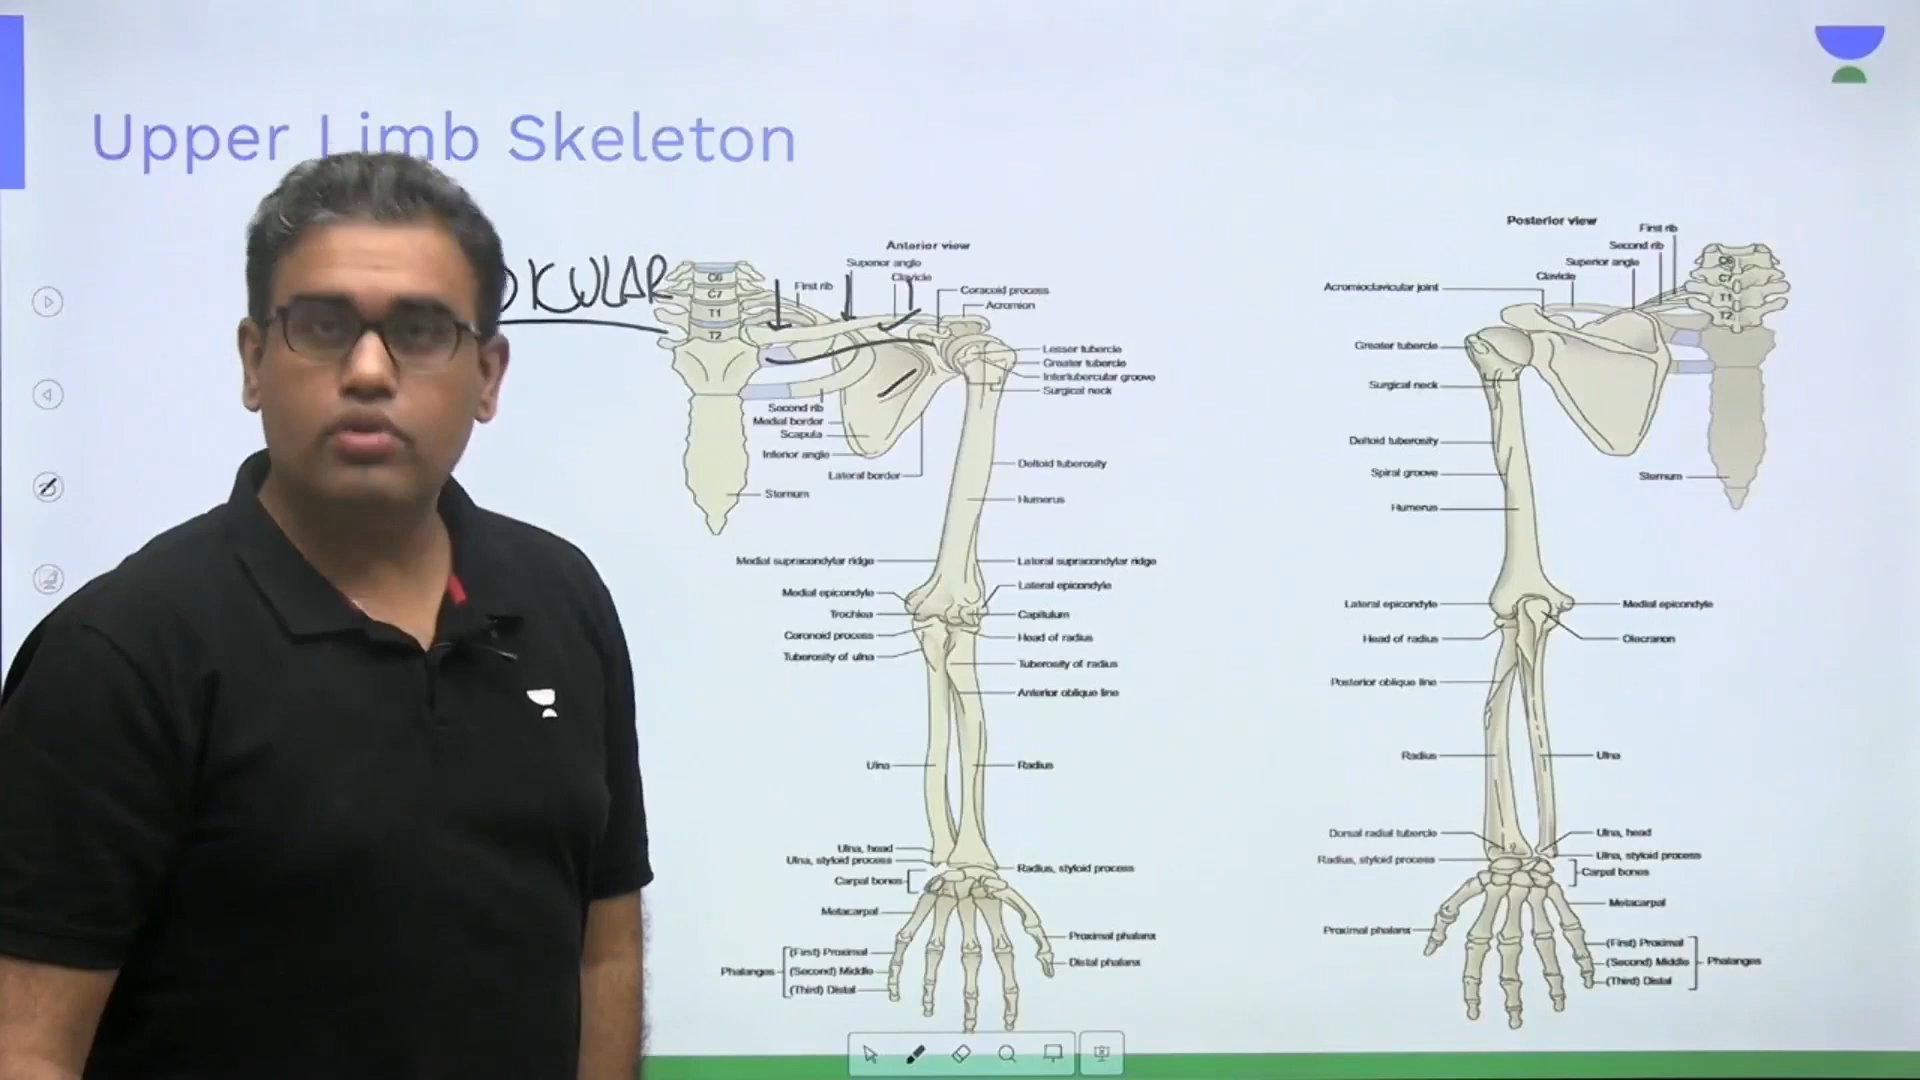 Upper Limb Skeleton
OKULAR
Anterior view
Superior angle
First rib
Clavicle
Coracoid process
Acromion
C6
C7
T1
T2
Lesser tubercle
Greater tubercle
Intertubercular groove
Surgical neck
Second rib
Medial border
Scapula
Inferior angle
Lateral border
Deltoid tuberosity
Sternum
Humerus
Medial supracondylar ridge
Lateral supracondylar ridge
Medial epicondyle
Lateral epicondyle
Trochlea
Capitulum
Coronoid process
Head of radius
Tuberosity of ulna
Tuberosity of radius
Anterior oblique line
Ulna
Radius
Ulna, head
Ulna, styloid process
Radius, styloid process
Carpal bones
Metacarpal
Proximal phalanx
Distal phalanx
Phalanges
(First) Proximal
(Second) Middle
(Third) Distal
Posterior view
First rib
Second rib
Superior angle
Clavicle
Acromioclavicular joint
C6
C7
T1
T2
Greater tubercle
Surgical neck
Deltoid tuberosity
Spiral groove
Sternum
Humerus
Lateral epicondyle
Medial epicondyle
Head of radius
Olecranon
Posterior oblique line
Radius
Ulna
Dorsal radial tubercle
Ulna, head
Radius, styloid process
Ulna, styloid process
Carpal bones
Metacarpal
Proximal phalanx
(First) Proximal
(Second) Middle
(Third) Distal
Phalanges